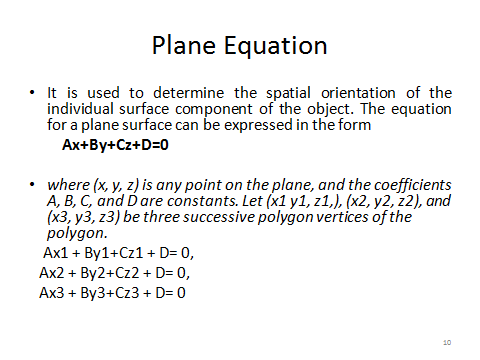 Plane Equation
• It is used to determine the spatial orientation of the
individual surface component of the object. The equation
for a plane surface can be expressed in the form
Ax+By+Cz+D=0
• where (x, y, z) is any point on the plane, and the coefficients
A, B, C, and D are constants. Let (x1 y1, z1,), (x2, y2, z2), and
(x3, y3, z3) be three successive polygon vertices of the
polygon.
Ax1 + By1+Cz1 + D= 0,
Ax2 + By2+Cz2 + D= 0,
Ax3 + By3+Cz3 + D= 0
10